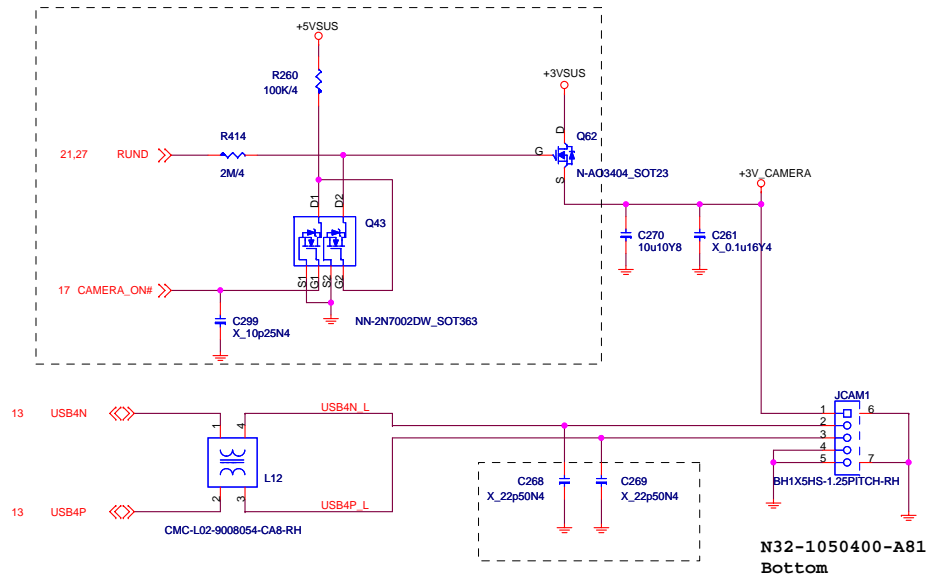 +5VSUS
R260
100K/4
+3VSUS
D
Q62
G
S
N-AO3404_SOT23
R414
21,27 RUND
2M/4
+3V_CAMERA
D1
D2
Q43
C270
10u10Y8
C261
X_0.1u16Y4
S1
G1
S2
G2
17 CAMERA_ON#
C299
X_10p25N4
NN-2N7002DW_SOT363
JCAM1
13 USB4N
USB4N_L
1
4
1
2
3
4
5
6
7
L12
2
3
C268
X_22p50N4
C269
X_22p50N4
BH1X5HS-1.25PITCH-RH
13 USB4P
USB4P_L
CMC-L02-9008054-CA8-RH
N32-1050400-A81
Bottom